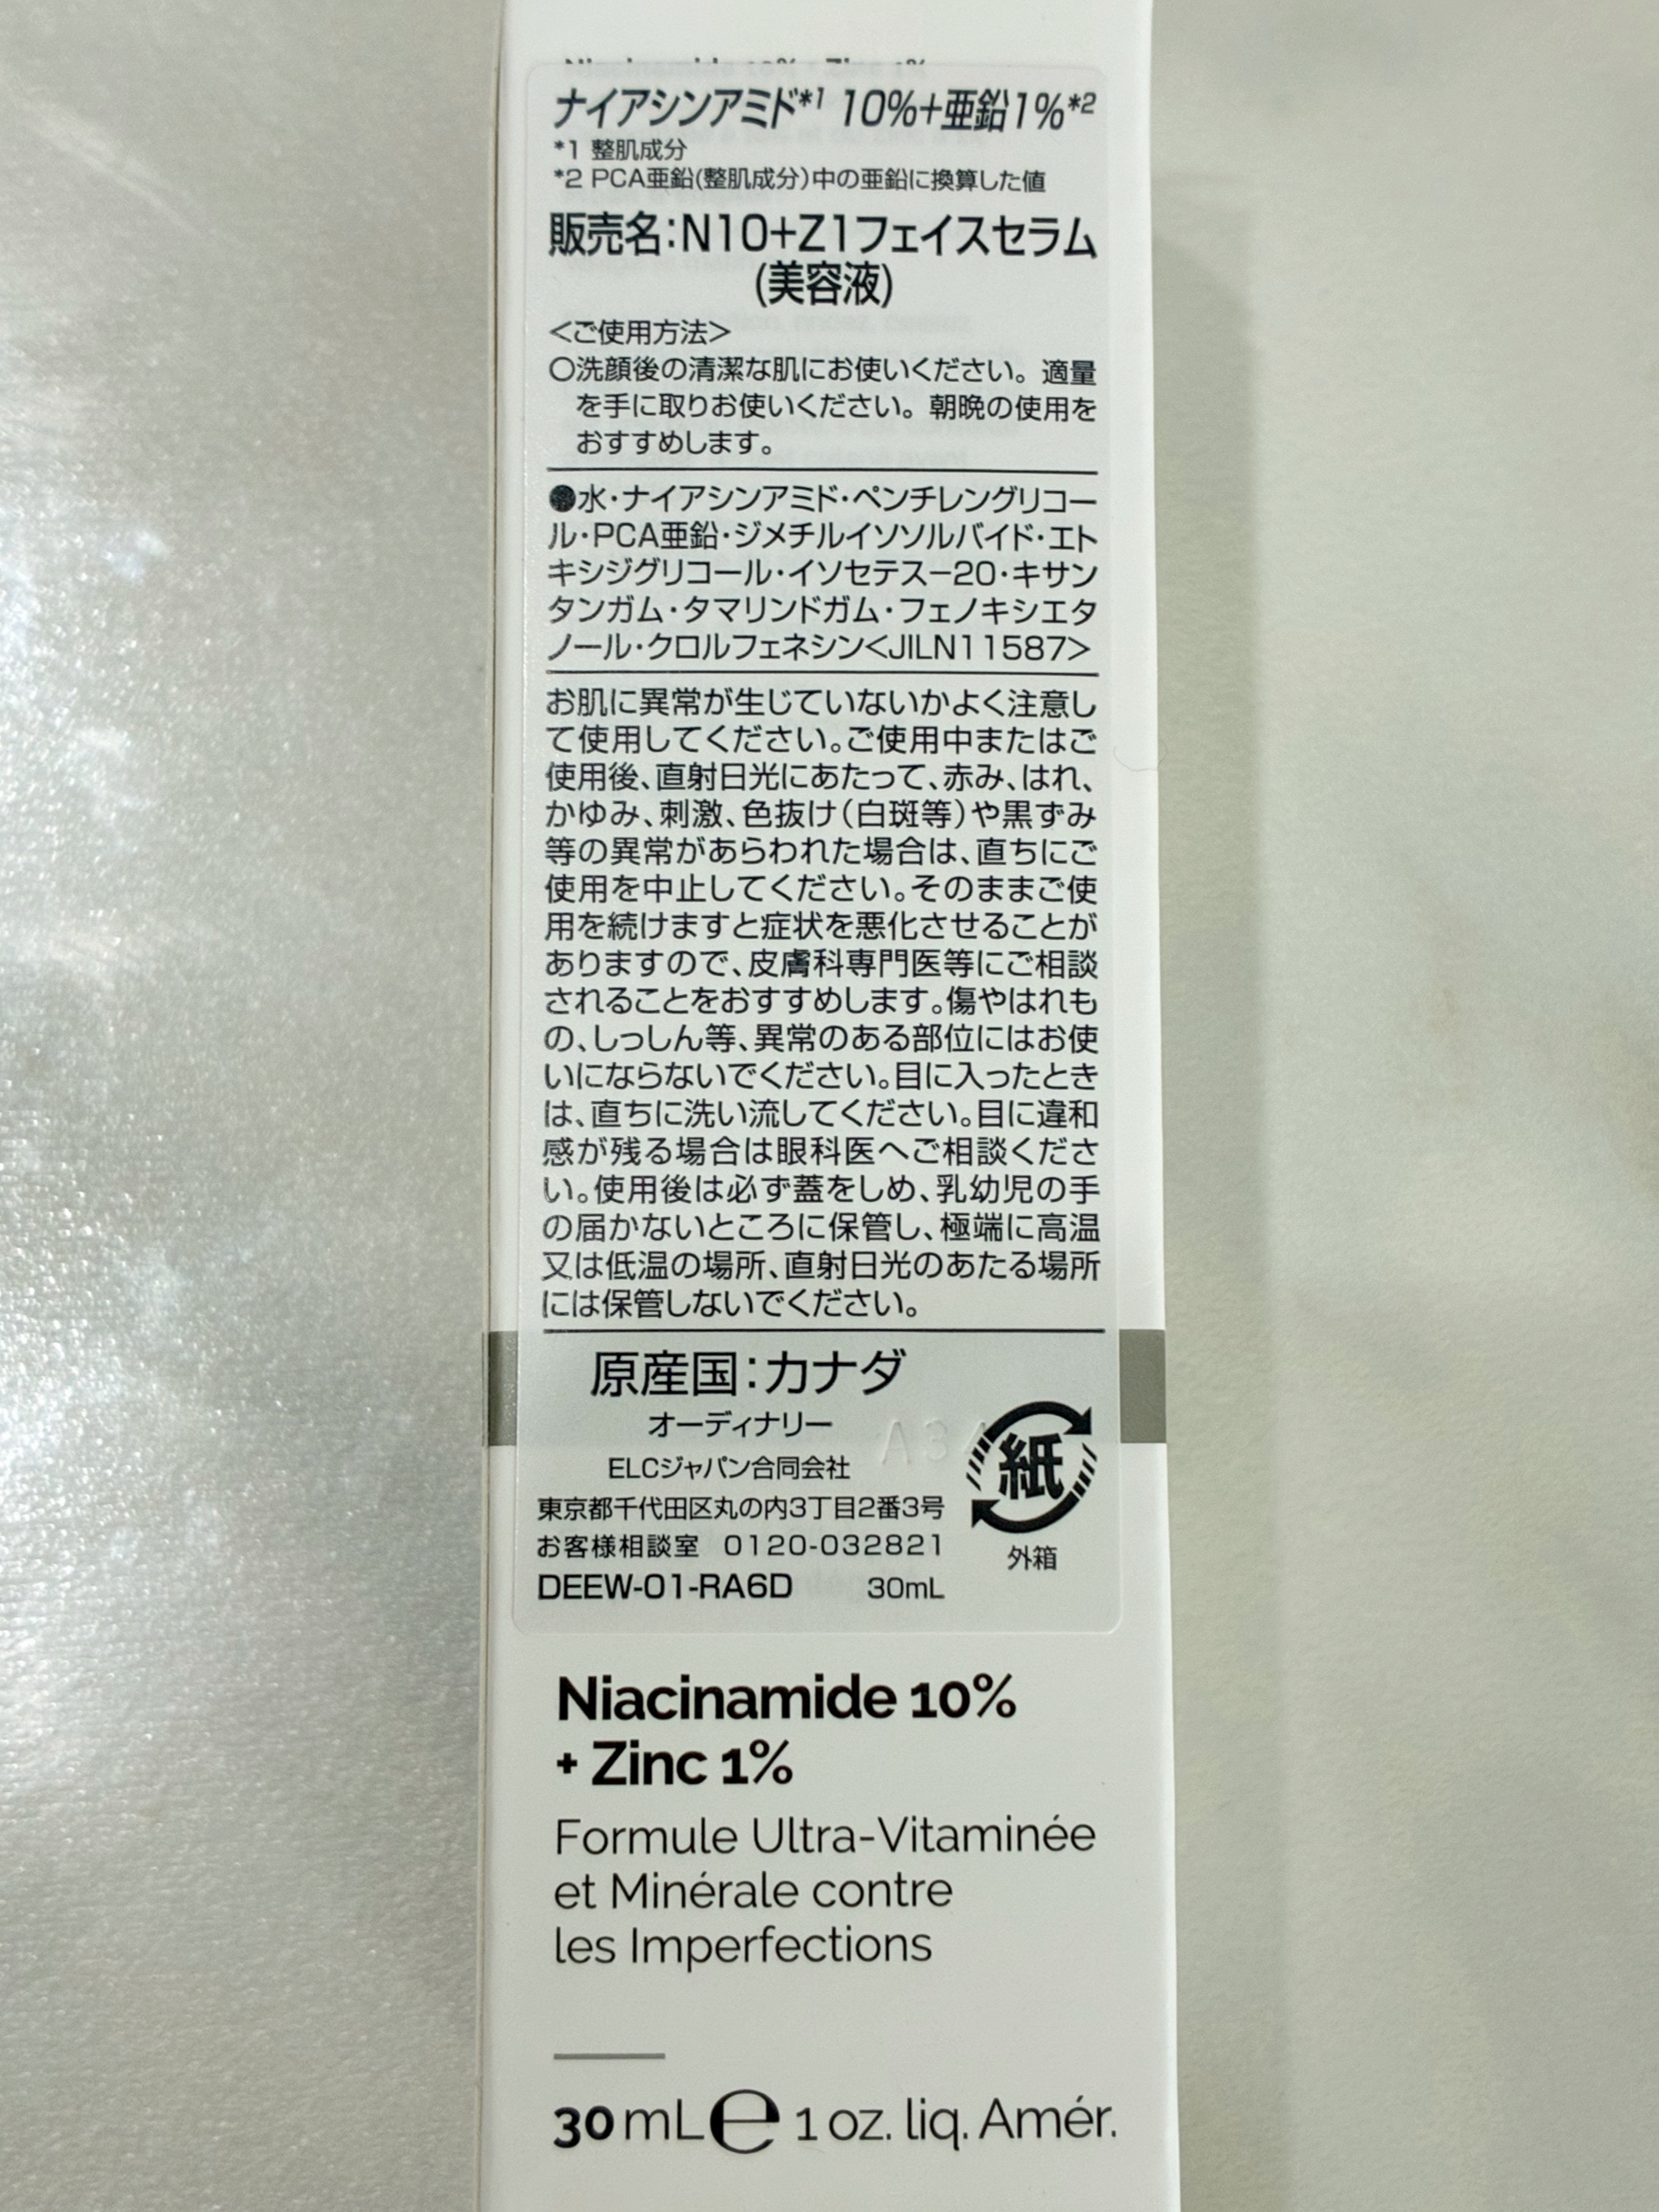 ナイアシンアミド*1 10%+亜鉛1%*2
*1 整肌成分
*2 PCA亜鉛(整肌成分)中の亜鉛に換算した値
販売名:N10+Z1フェイスセラム
(美容液)
<ご使用方法>
○洗顔後の清潔な肌にお使いください。適量
を手に取りお使いください。朝晩の使用を
おすすめします。
●水・ナイアシンアミド・ペンチレングリコー
ル・PCA亜鉛・ジメチルイソソルバイド・エト
キシジグリコール・イソセテス-20・キサン
タンガム・タマリンドガム・フェノキシエタ
ノール・クロルフェネシン<JILN11587>
お肌に異常が生じていないかよく注意し
て使用してください。ご使用中またはご
使用後、直射日光にあたって、赤み、はれ、
かゆみ、刺激、色抜け(白斑等)や黒ずみ
等の異常があらわれた場合は、直ちにご
使用を中止してください。そのままご使
用を続けますと症状を悪化させることが
ありますので、皮膚科専門医等にご相談
されることをおすすめします。傷やはれも
の、しっしん等、異常のある部位にはお使
いにならないでください。目に入ったとき
は、直ちに洗い流してください。目に違和
感が残る場合は眼科医へご相談くださ
い。使用後は必ず蓋をしめ、乳幼児の手
の届かないところに保管し、極端に高温
又は低温の場所、直射日光のあたる場所
には保管しないでください。
原産国:カナダ
オーディナリー
ELCジャパン合同会社
東京都千代田区丸の内3丁目2番3号
お客様相談室 0120-032821
DEEW-01-RA6D 30mL
紙
外箱
Niacinamide 10%
+ Zinc 1%
Formule Ultra-Vitaminée
et Minérale contre
les Imperfections
30 mL ℮ 1 oz. liq. Amér.